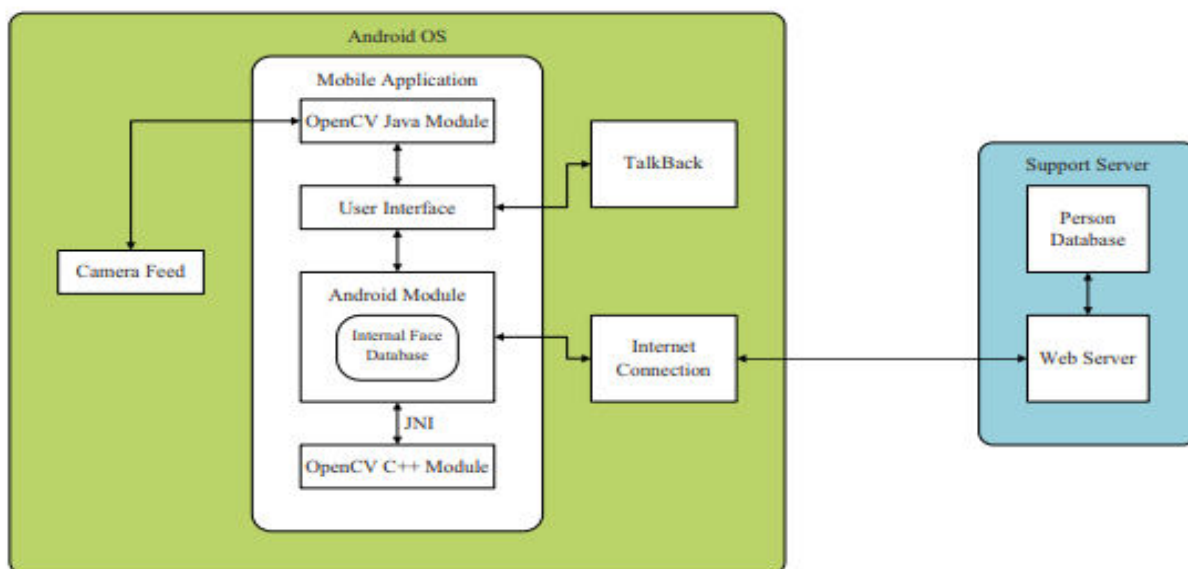 Android OS
Mobile Application
OpenCV Java Module
User Interface
Camera Feed
Android Module
Internal Face
Database
JNI
OpenCV C++ Module
TalkBack
Internet
Connection
Support Server
Person
Database
Web Server